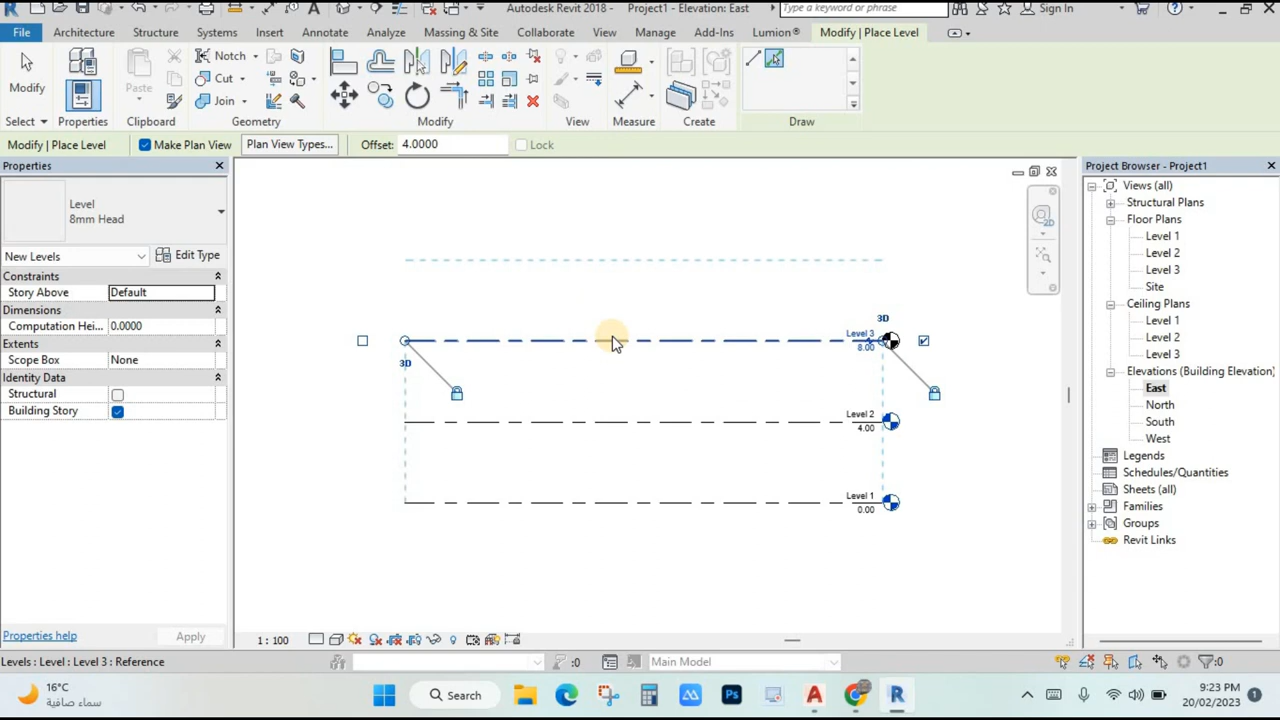 Autodesk Revit 2018 - Project1 - Elevation: East
Type a keyword or phrase
Sign In
File Architecture Structure Systems Insert Annotate Analyze Massing & Site Collaborate View Manage Add-Ins Lumion® Modify | Place Level
Modify
Paste
Notch
Cut
Join
Select Properties Clipboard Geometry Modify View Measure Create Draw
Modify | Place Level Make Plan View Plan View Types... Offset: 4.0000 Lock
Properties
Level
8mm Head
New Levels Edit Type
Constraints
Story Above Default
Dimensions
Computation Hei... 0.0000
Extents
Scope Box None
Identity Data
Structural
Building Story
Properties help Apply
2D
3D
Level 3
8.00
3D
Level 2
4.00
Level 1
0.00
1 : 100
Project Browser - Project1
Views (all)
Structural Plans
Floor Plans
Level 1
Level 2
Level 3
Site
Ceiling Plans
Level 1
Level 2
Level 3
Elevations (Building Elevation)
East
North
South
West
Legends
Schedules/Quantities
Sheets (all)
Families
Groups
Revit Links
Levels : Level : Level 3 : Reference :0 Main Model :0
16°C
سماء صافية
Search
Ps
A
R
9:23 PM
20/02/2023
1